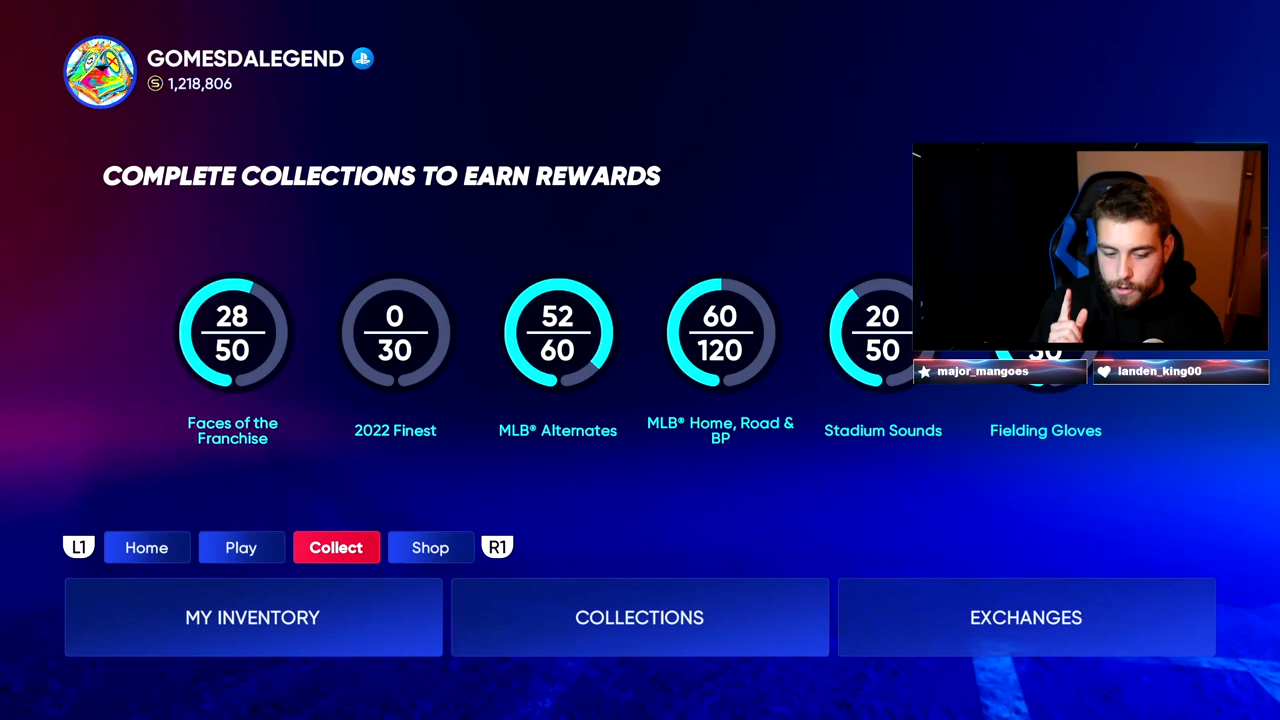 GOMESDALEGEND
1,218,806
COMPLETE COLLECTIONS TO EARN REWARDS
28
50
0
30
52
60
60
120
20
50
Faces of the
Franchise
2022 Finest
MLB® Alternates
MLB® Home, Road &
BP
Stadium Sounds
Fielding Gloves
major_mangoes
landen_king00
L1
Home
Play
Collect
Shop
R1
MY INVENTORY
COLLECTIONS
EXCHANGES